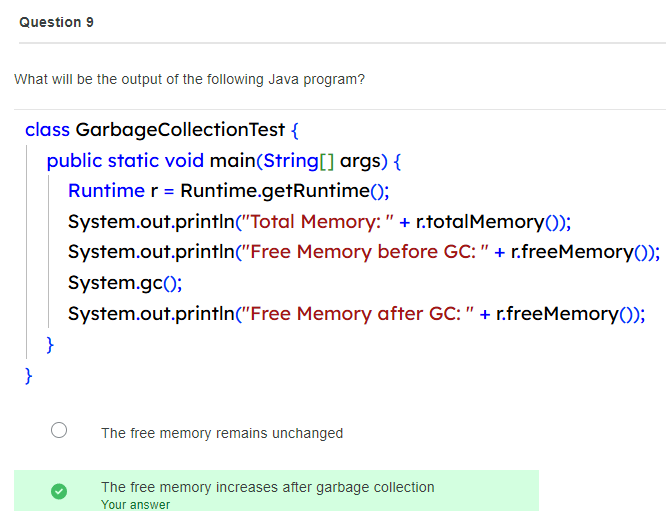 Question 9
What will be the output of the following Java program?
class GarbageCollectionTest {
public static void main(String[] args) {
Runtime r = Runtime.getRuntime();
System.out.println("Total Memory: " + r.totalMemory());
System.out.println("Free Memory before GC: " + r.freeMemory());
System.gc();
System.out.println("Free Memory after GC: " + r.freeMemory());
}
}
The free memory remains unchanged
The free memory increases after garbage collection
Your answer